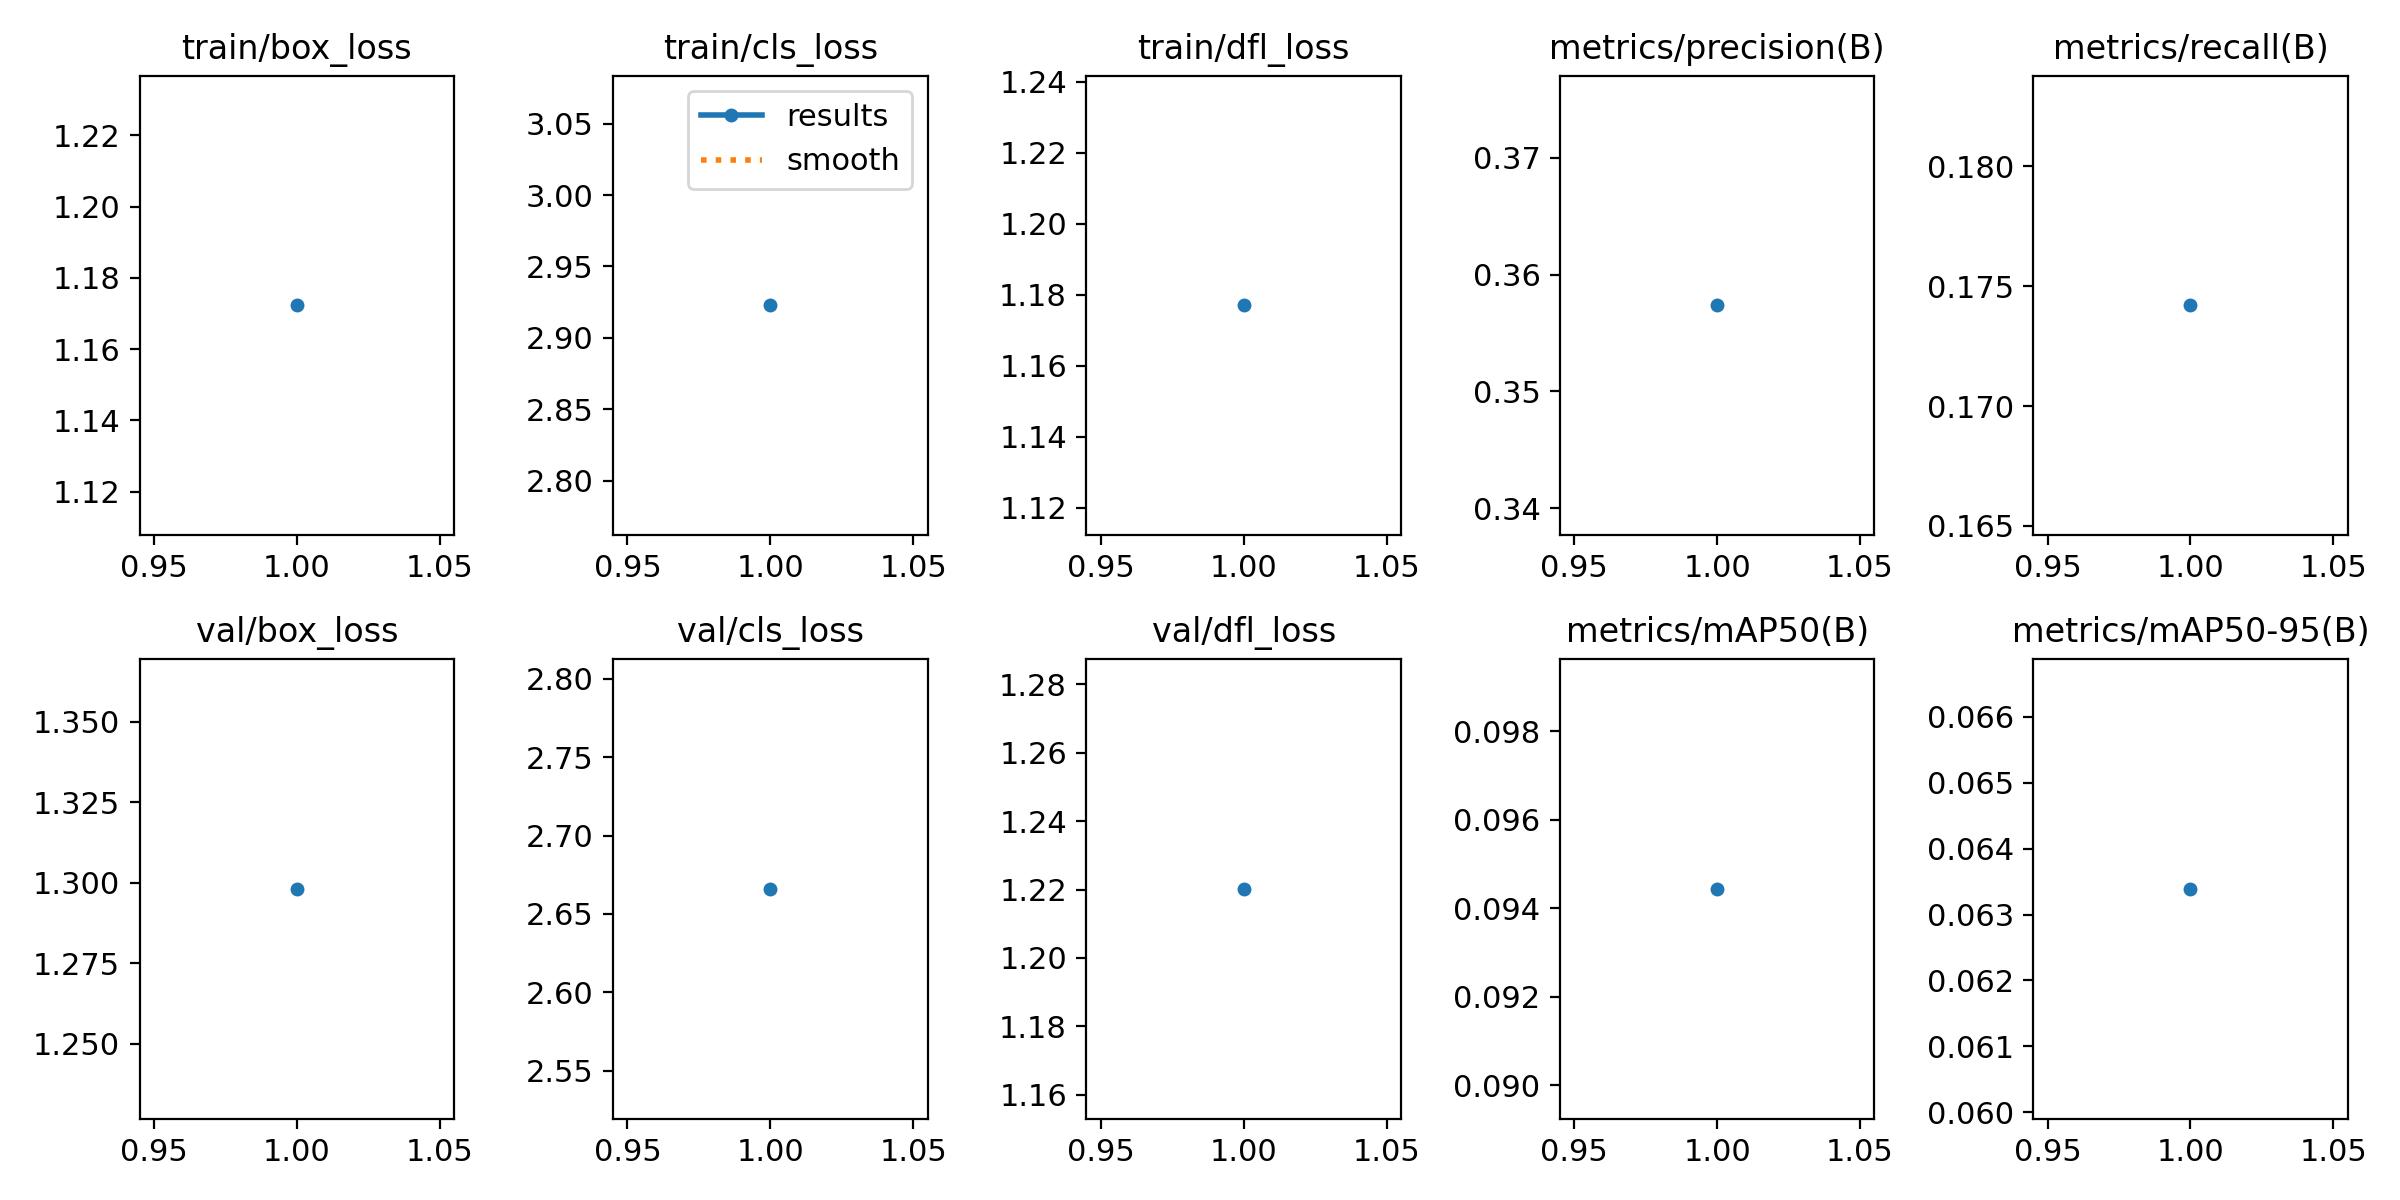 train/box_loss
1.22
1.20
1.18
1.16
1.14
1.12
0.95 1.00 1.05
train/cls_loss
results
smooth
3.05
3.00
2.95
2.90
2.85
2.80
0.95 1.00 1.05
train/dfl_loss
1.24
1.22
1.20
1.18
1.16
1.14
1.12
0.95 1.00 1.05
metrics/precision(B)
0.37
0.36
0.35
0.34
0.95 1.00 1.05
metrics/recall(B)
0.180
0.175
0.170
0.165
0.95 1.00 1.05
val/box_loss
1.350
1.325
1.300
1.275
1.250
0.95 1.00 1.05
val/cls_loss
2.80
2.75
2.70
2.65
2.60
2.55
0.95 1.00 1.05
val/dfl_loss
1.28
1.26
1.24
1.22
1.20
1.18
1.16
0.95 1.00 1.05
metrics/mAP50(B)
0.098
0.096
0.094
0.092
0.090
0.95 1.00 1.05
metrics/mAP50-95(B)
0.066
0.065
0.064
0.063
0.062
0.061
0.060
0.95 1.00 1.05